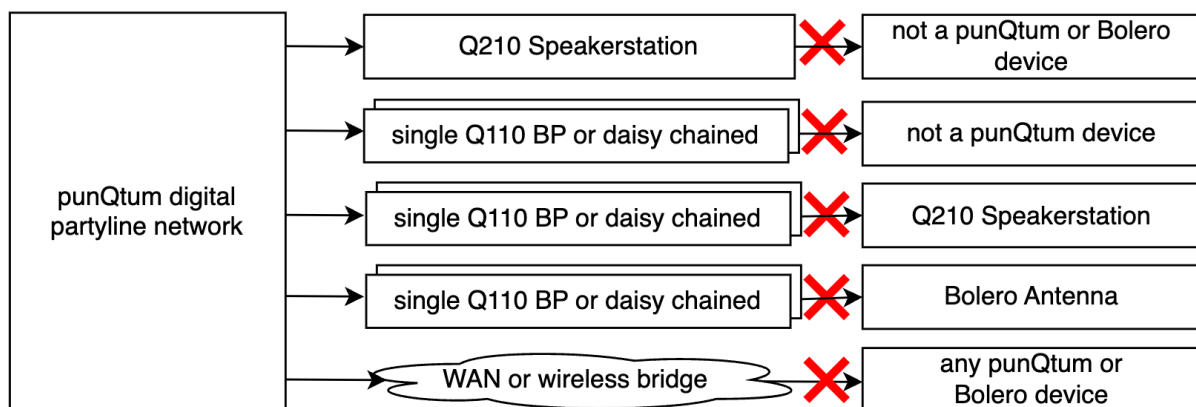 punQtum digital
partyline network
Q210 Speakerstation
not a punQtum or Bolero
device
single Q110 BP or daisy chained
not a punQtum device
single Q110 BP or daisy chained
Q210 Speakerstation
single Q110 BP or daisy chained
Bolero Antenna
WAN or wireless bridge
any punQtum or
Bolero device